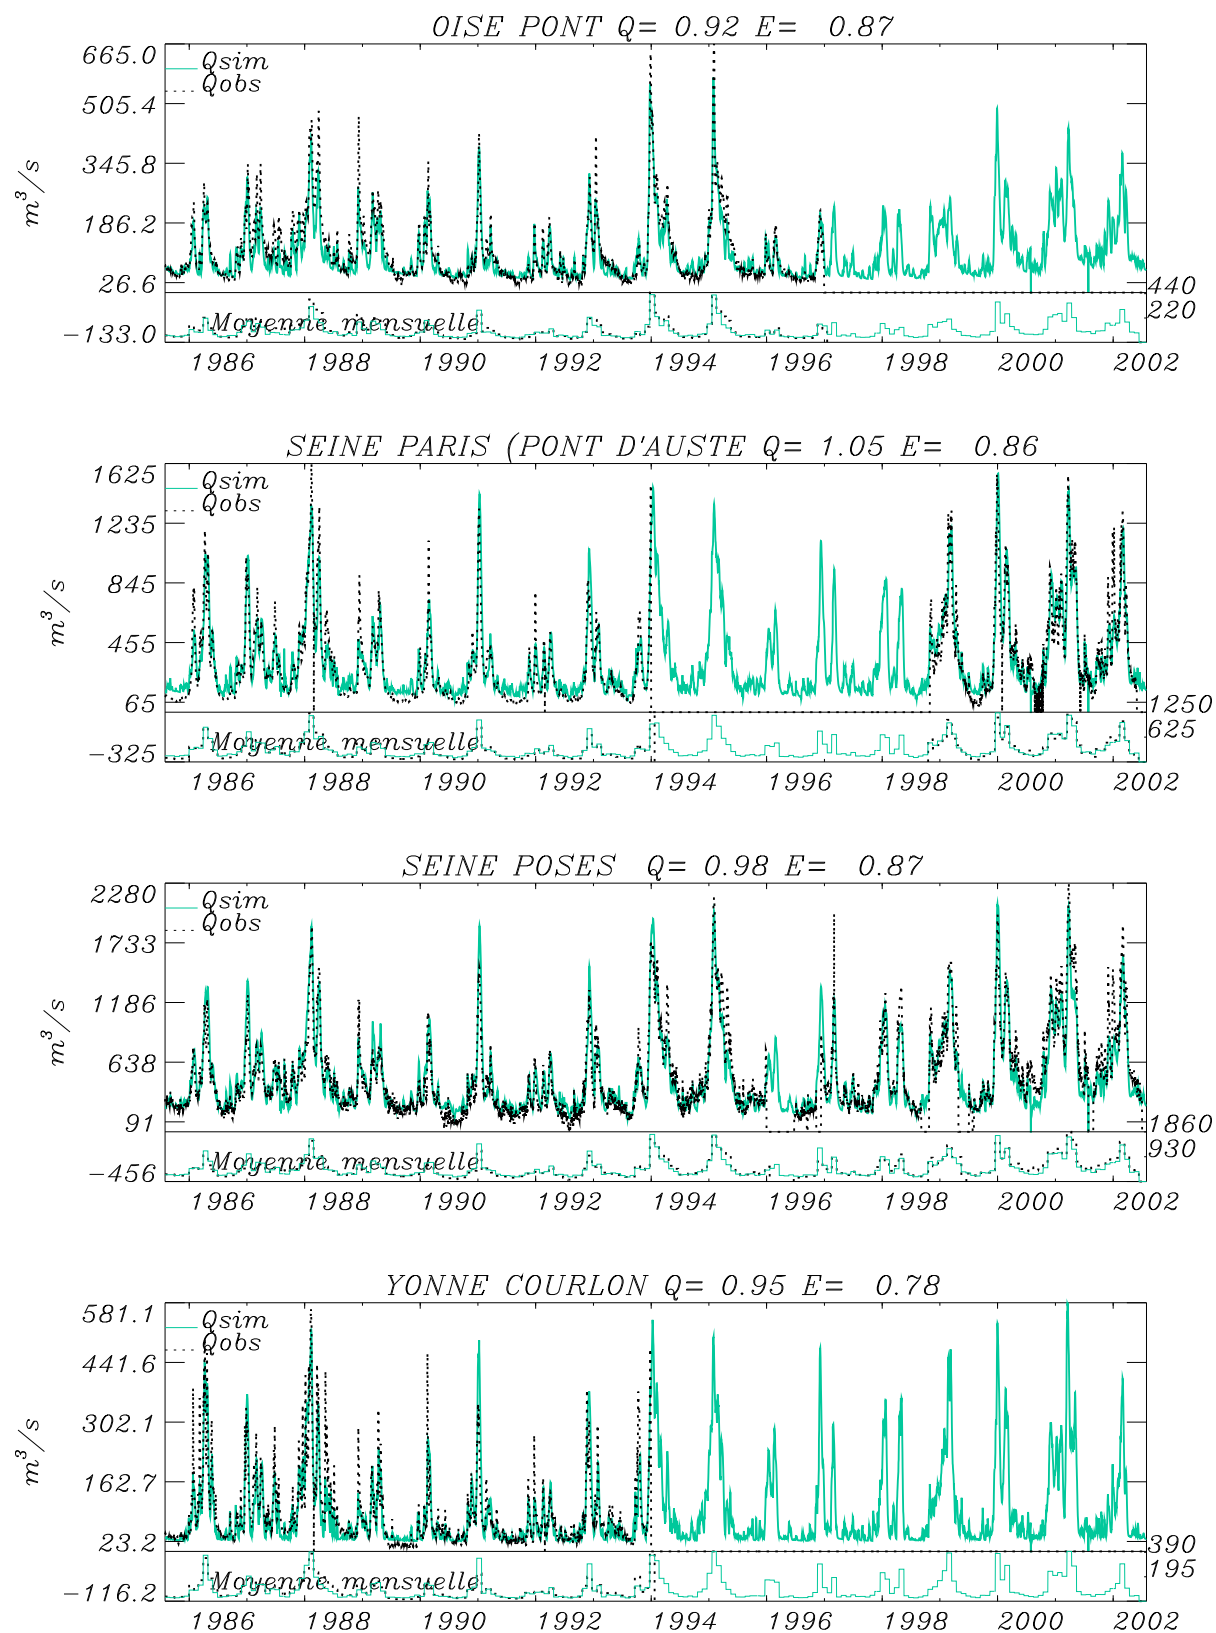 OISE PONT Q= 0.92 E= 0.87
665.0
Qsim
Qobs
505.4
345.8
m³/s
186.2
26.6
440
220
Moyenne mensuelle
-133.0
1986 1988 1990 1992 1994 1996 1998 2000 2002
SEINE PARIS (PONT D'AUSTE Q= 1.05 E= 0.86
1625
Qsim
Qobs
1235
845
m³/s
455
65
1250
625
Moyenne mensuelle
-325
1986 1988 1990 1992 1994 1996 1998 2000 2002
SEINE POSES Q= 0.98 E= 0.87
2280
Qsim
Qobs
1733
1186
m³/s
638
91
1860
930
Moyenne mensuelle
-456
1986 1988 1990 1992 1994 1996 1998 2000 2002
YONNE COURLON Q= 0.95 E= 0.78
581.1
Qsim
Qobs
441.6
302.1
m³/s
162.7
23.2
390
195
Moyenne mensuelle
-116.2
1986 1988 1990 1992 1994 1996 1998 2000 2002